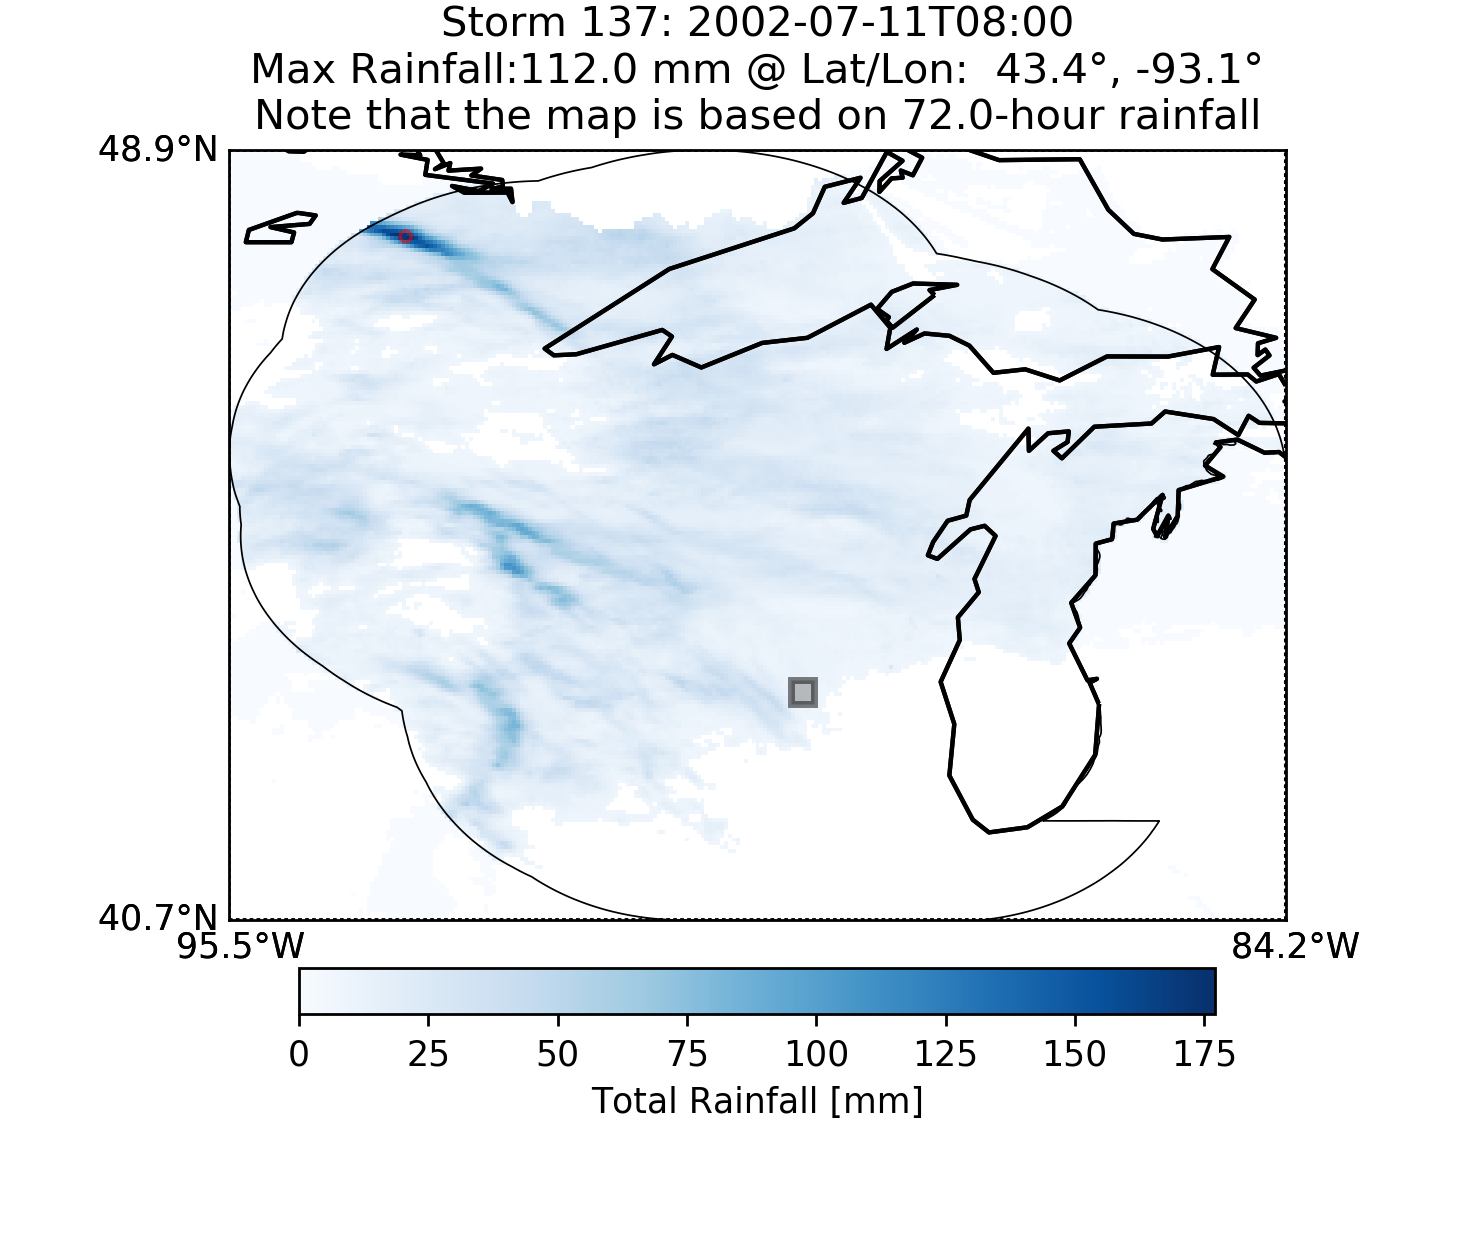 Storm 137: 2002-07-11T08:00
Max Rainfall:112.0 mm @ Lat/Lon:  43.4°, -93.1°
Note that the map is based on 72.0-hour rainfall
48.9°N
40.7°N
95.5°W 84.2°W
0 25 50 75 100 125 150 175
Total Rainfall [mm]